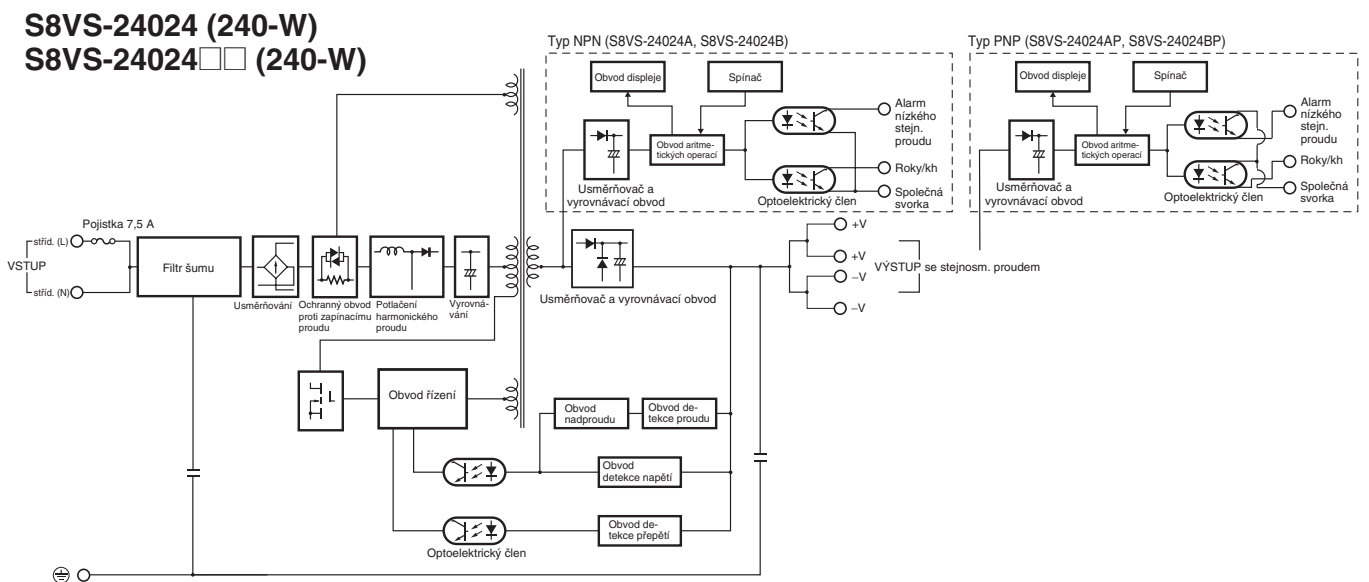 S8VS-24024 (240-W)
S8VS-24024□□ (240-W)
Typ NPN (S8VS-24024A, S8VS-24024B)
Obvod displeje
Spínač
Obvod aritme-
tických operací
Usměrňovač a
vyrovnávací obvod
Optoelektrický člen
Alarm
nízkého
stejn.
proudu
Roky/kh
Společná
svorka
Typ PNP (S8VS-24024AP, S8VS-24024BP)
Obvod displeje
Spínač
Obvod aritme-
tických operací
Usměrňovač a
vyrovnávací obvod
Optoelektrický člen
Alarm
nízkého
stejn.
proudu
Roky/kh
Společná
svorka
Pojistka 7,5 A
stříd. (L)
VSTUP
stříd. (N)
Filtr šumu
Usměrňování
Ochranný obvod
proti zapínacímu
proudu
Potlačení
harmonického
proudu
Vyrovná-
vání
Usměrňovač a vyrovnávací obvod
+V
+V
–V
–V
VÝSTUP se stejnosm. proudem
Obvod řízení
Obvod
nadproudu
Obvod de-
tekce proudu
Obvod
detekce napětí
Obvod de-
tekce přepětí
Optoelektrický člen